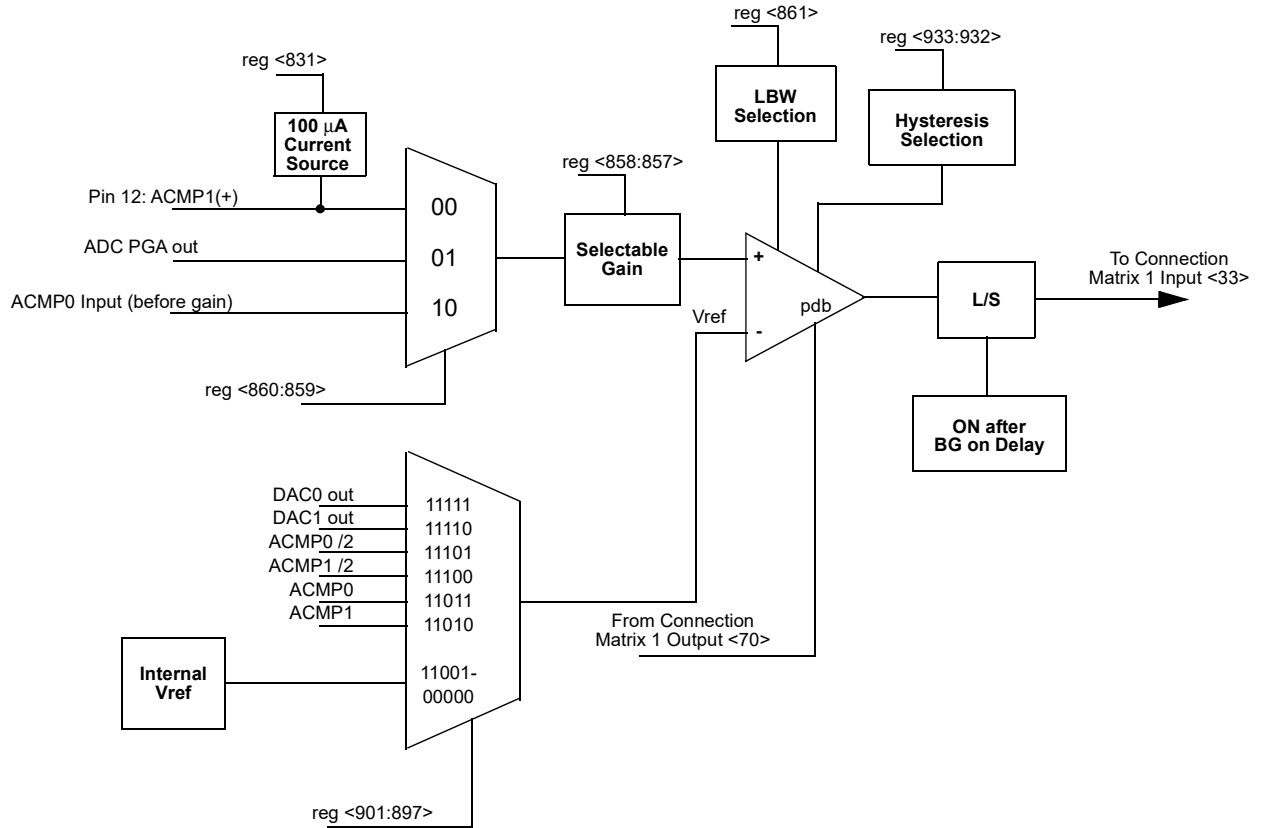 reg <861>
reg <933:932>
reg <831>
LBW
Selection
100 μA
Current
Source
Hysteresis
Selection
reg <858:857>
Pin 12: ACMP1(+)
00
ADC PGA out
01
Selectable
Gain
+
To Connection
Matrix 1 Input <33>
ACMP0 Input (before gain)
10
L/S
pdb
Vref
-
reg <860:859>
ON after
BG on Delay
DAC0 out
11111
DAC1 out
11110
ACMP0 /2
11101
ACMP1 /2
11100
ACMP0
11011
ACMP1
11010
From Connection
Matrix 1 Output <70>
Internal
Vref
11001-
00000
reg <901:897>